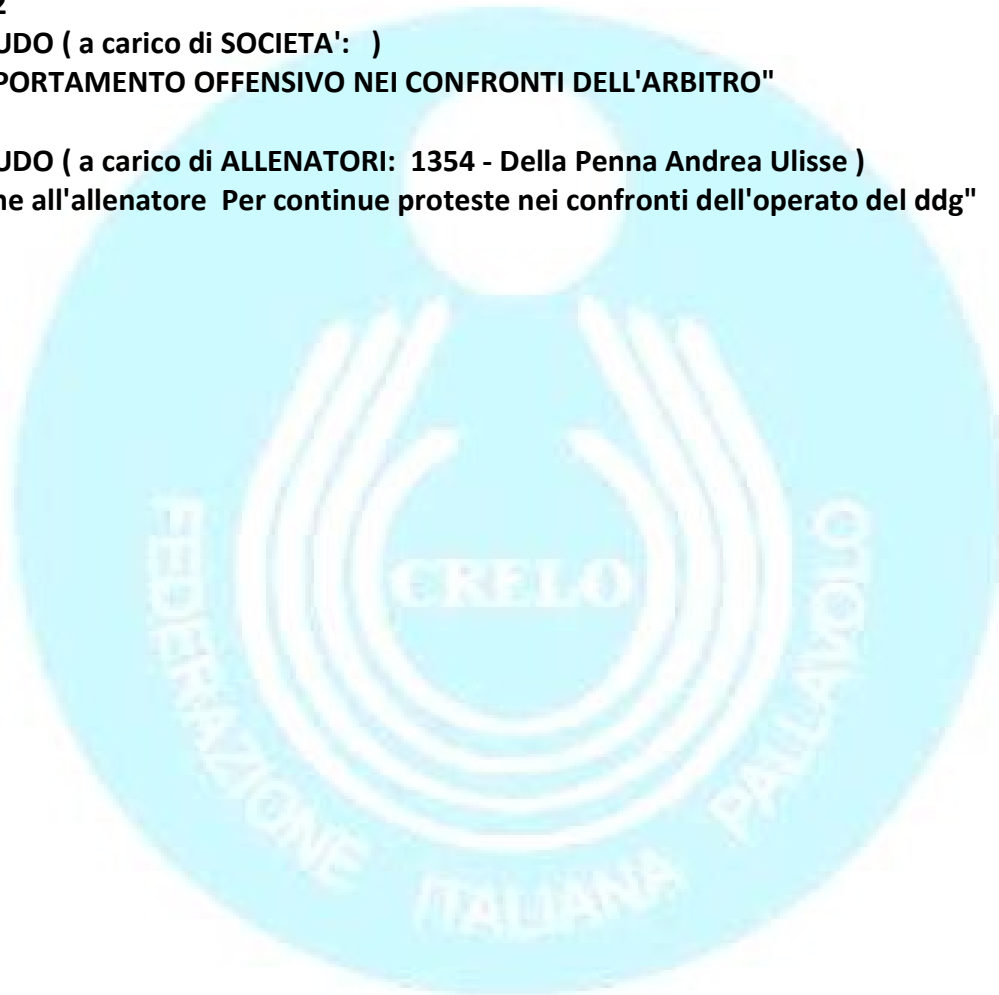 2
UDO ( a carico di SOCIETA':   )
PORTAMENTO OFFENSIVO NEI CONFRONTI DELL'ARBITRO"
UDO ( a carico di ALLENATORI:  1354 - Della Penna Andrea Ulisse )
ne all'allenatore  Per continue proteste nei confronti dell'operato del ddg"
CRELO
FEDERAZIONE ITALIANA PALLAVOLO